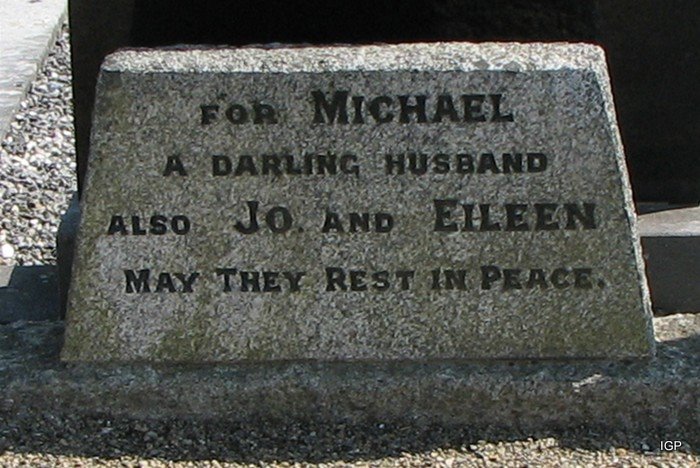 FOR MICHAEL
A DARLING HUSBAND
ALSO JO. AND EILEEN
MAY THEY REST IN PEACE.
IGP